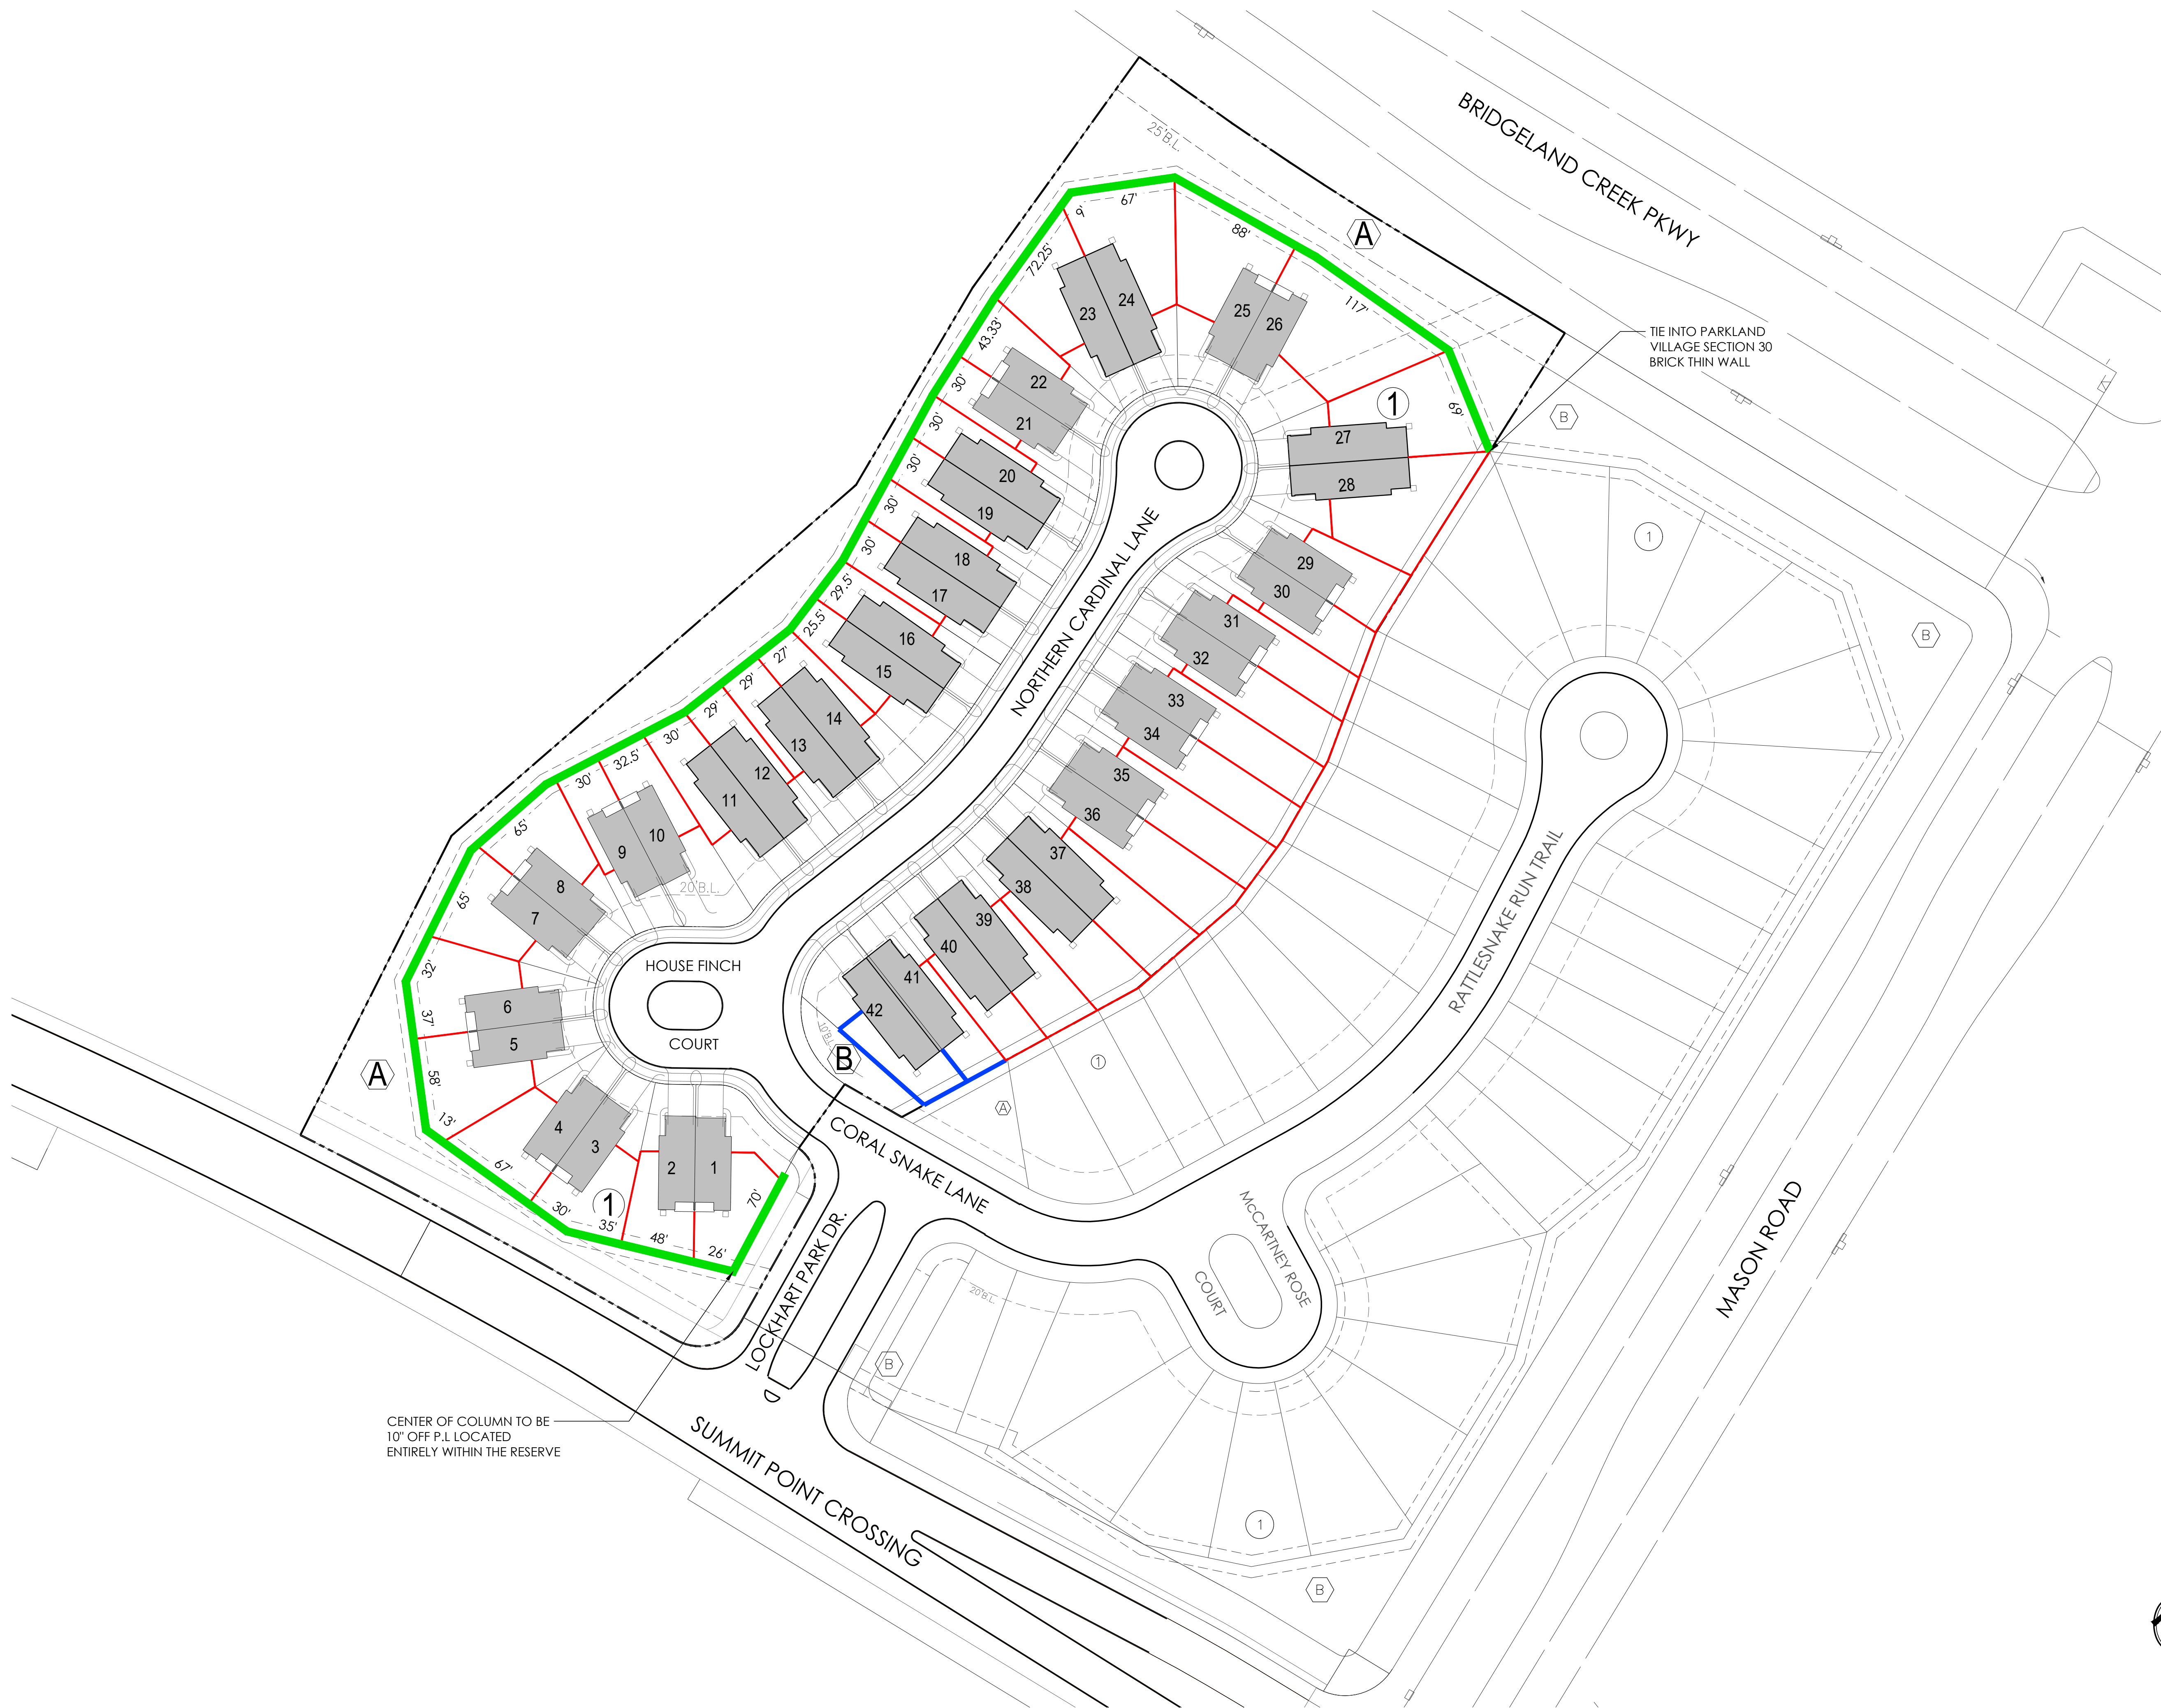 BRIDGELAND CREEK PKWY
25'B.L.
A
67'
9'
88'
72.25'
117'
69'
TIE INTO PARKLAND
VILLAGE SECTION 30
BRICK THIN WALL
B
1
1
B
23
24
25
26
27
28
43.33'
30'
30'
30'
30'
30'
29.5'
25.5'
27'
29'
29'
30'
32.5'
30'
65'
65'
32'
37'
58'
13'
67'
30'
35'
48'
26'
70'
22
21
20
19
18
17
16
15
14
13
12
11
10
9
8
7
6
5
4
3
2
1
29
30
31
32
33
34
35
36
37
38
39
40
41
42
NORTHERN CARDINAL LANE
20'B.L.
HOUSE FINCH
COURT
10'B.L.
B
A
1
A
1
CORAL SNAKE LANE
LOCKHART PARK DR.
RATTLESNAKE RUN TRAIL
McCARTNEY ROSE
COURT
MASON ROAD
20'B.L.
B
CENTER OF COLUMN TO BE
10" OFF P.L LOCATED
ENTIRELY WITHIN THE RESERVE
SUMMIT POINT CROSSING
1
B